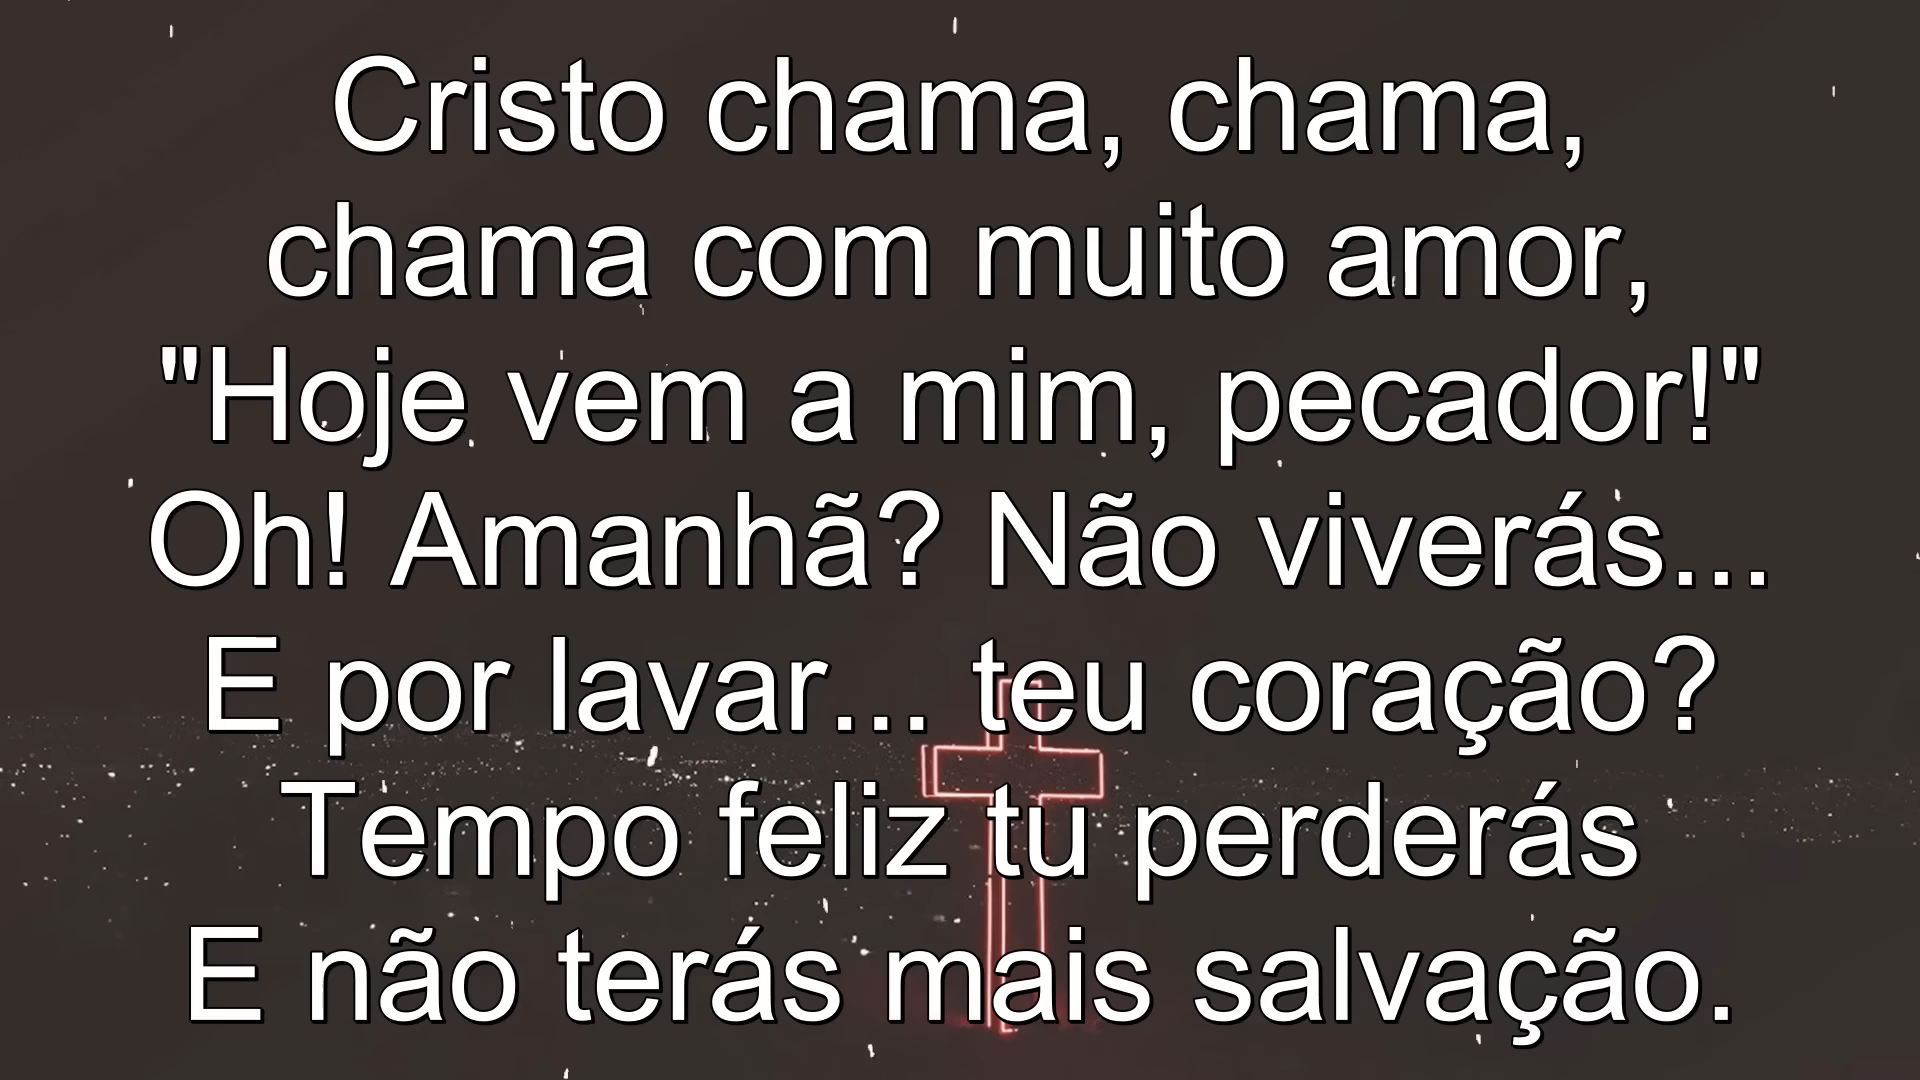 Cristo chama, chama,
chama com muito amor,
"Hoje vem a mim, pecador!"
Oh! Amanhã? Não viverás...
E por lavar... teu coração?
Tempo feliz tu perderás
E não terás mais salvação.